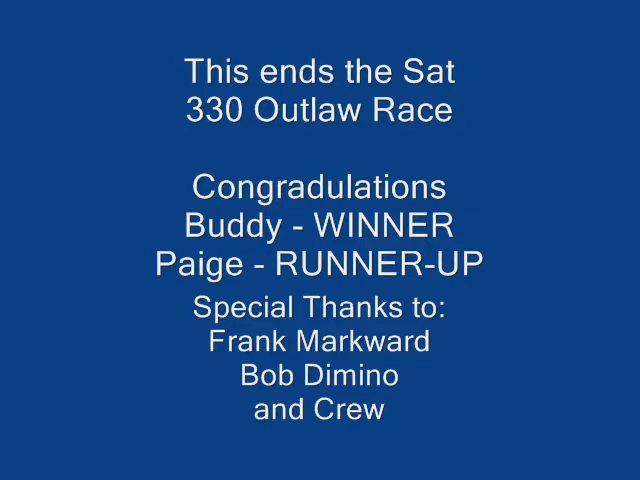 This ends the Sat
330 Outlaw Race
Congradulations
Buddy - WINNER
Paige - RUNNER-UP
Special Thanks to:
Frank Markward
Bob Dimino
and Crew